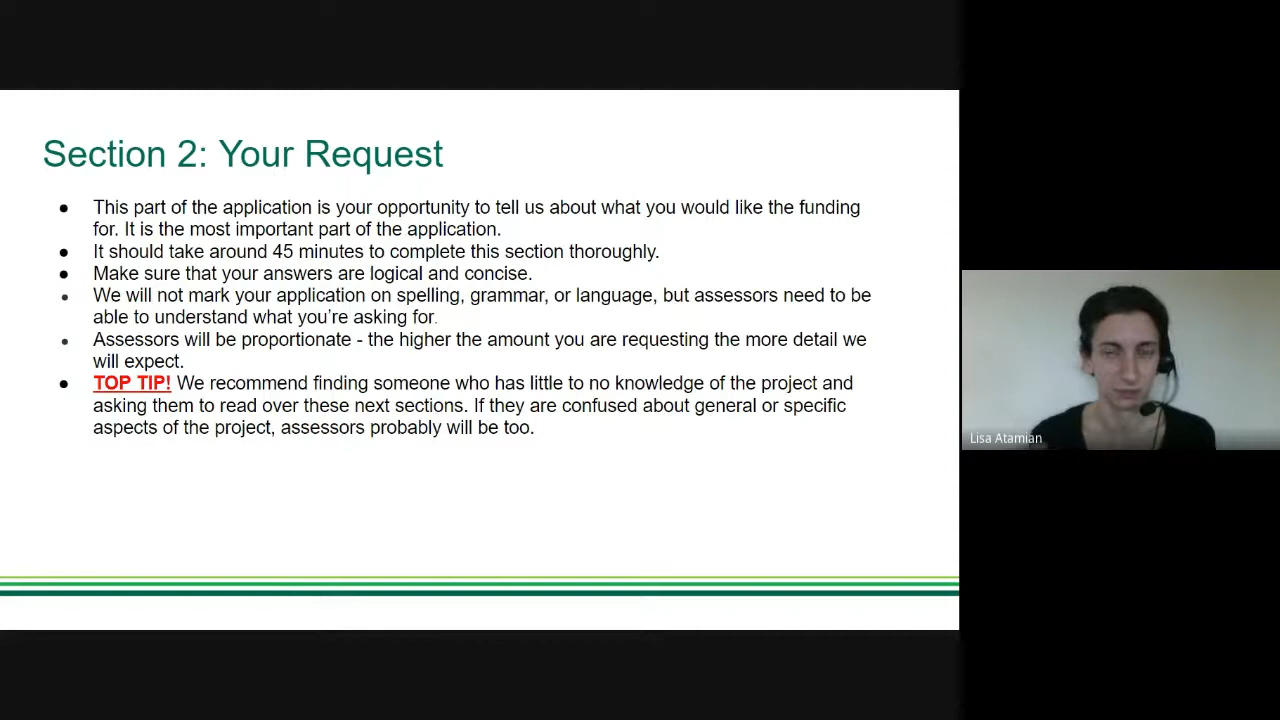 Section 2: Your Request
● This part of the application is your opportunity to tell us about what you would like the funding
for. It is the most important part of the application.
● It should take around 45 minutes to complete this section thoroughly.
● Make sure that your answers are logical and concise.
● We will not mark your application on spelling, grammar, or language, but assessors need to be
able to understand what you’re asking for.
● Assessors will be proportionate - the higher the amount you are requesting the more detail we
will expect.
● TOP TIP! We recommend finding someone who has little to no knowledge of the project and
asking them to read over these next sections. If they are confused about general or specific
aspects of the project, assessors probably will be too.
Lisa Atamian